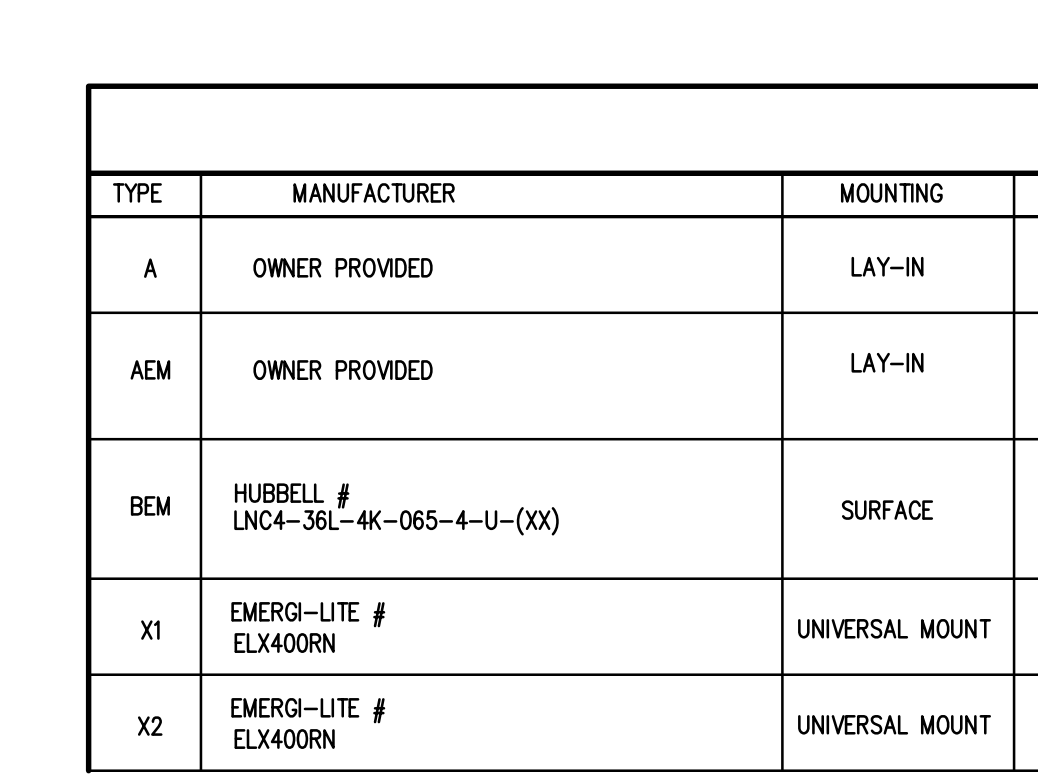 TYPE MANUFACTURER MOUNTING
A OWNER PROVIDED LAY-IN
AEM OWNER PROVIDED LAY-IN
BEM HUBBELL # SURFACE
LNC4-36L-4K-065-4-U-(XX)
X1 EMERGI-LITE # UNIVERSAL MOUNT
ELX400RN
X2 EMERGI-LITE # UNIVERSAL MOUNT
ELX400RN